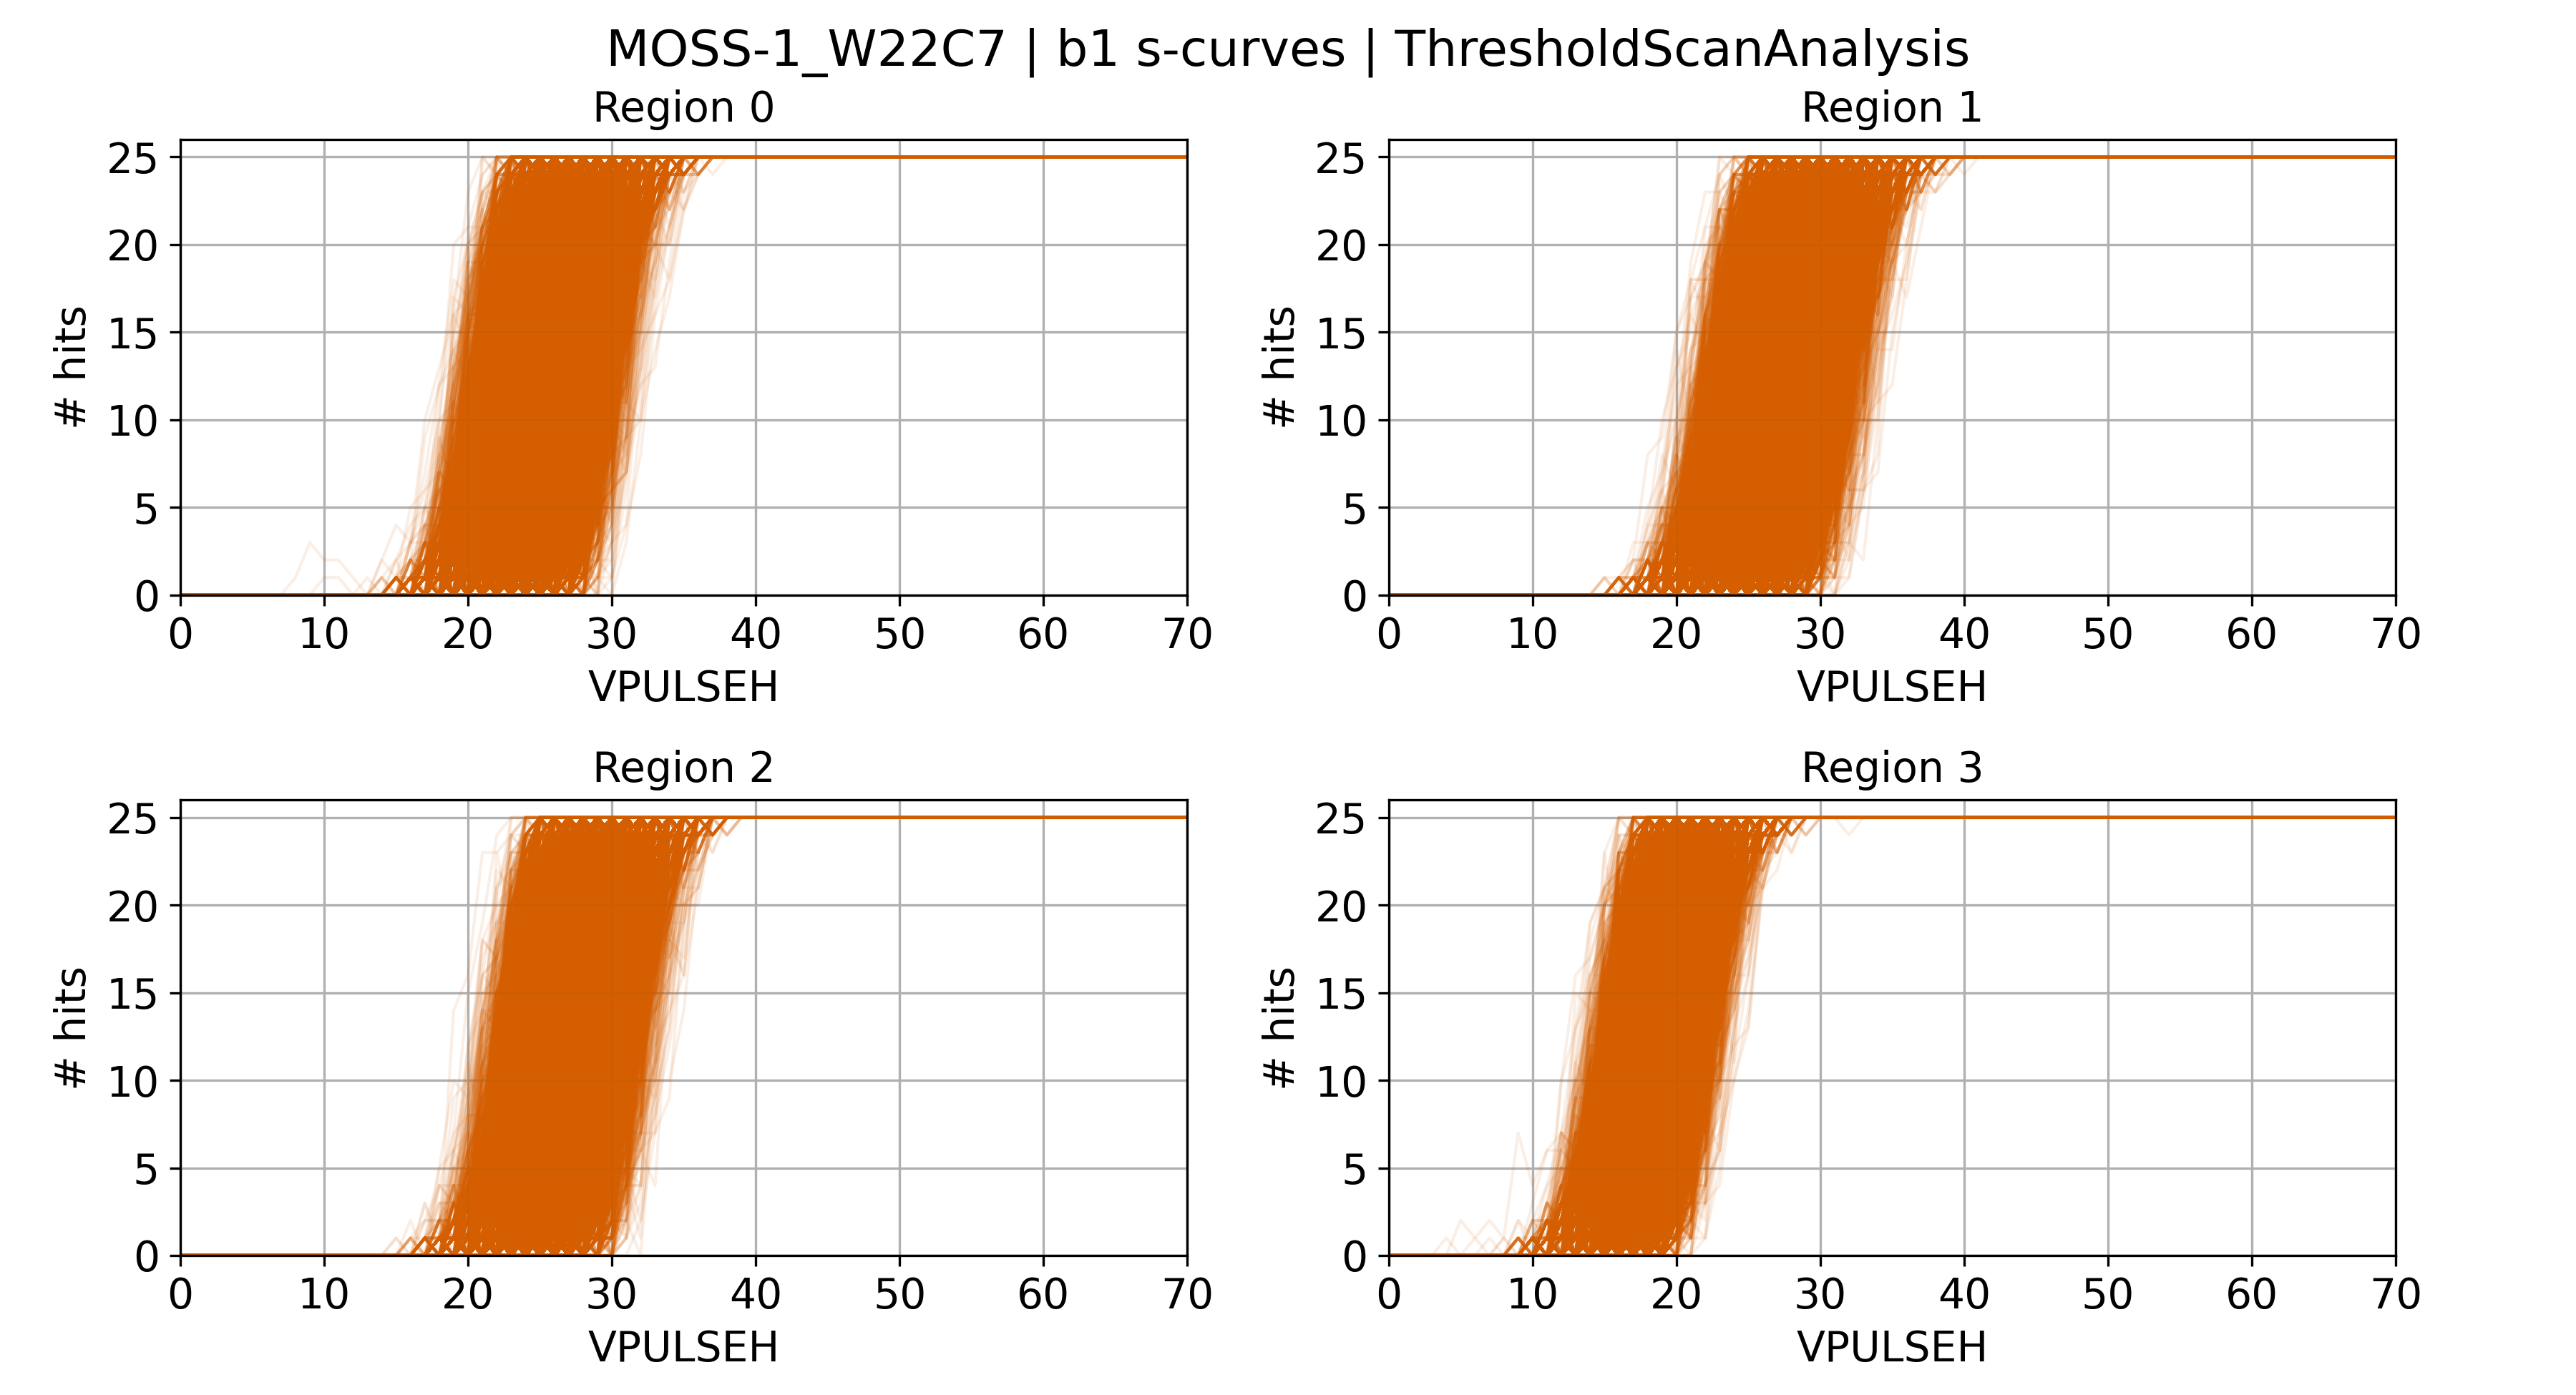 MOSS-1_W22C7 | b1 s-curves | ThresholdScanAnalysis
Region 0
25
20
15
10
5
0
# hits
0 10 20 30 40 50 60 70
VPULSEH
Region 1
25
20
15
10
5
0
# hits
0 10 20 30 40 50 60 70
VPULSEH
Region 2
25
20
15
10
5
0
# hits
0 10 20 30 40 50 60 70
VPULSEH
Region 3
25
20
15
10
5
0
# hits
0 10 20 30 40 50 60 70
VPULSEH